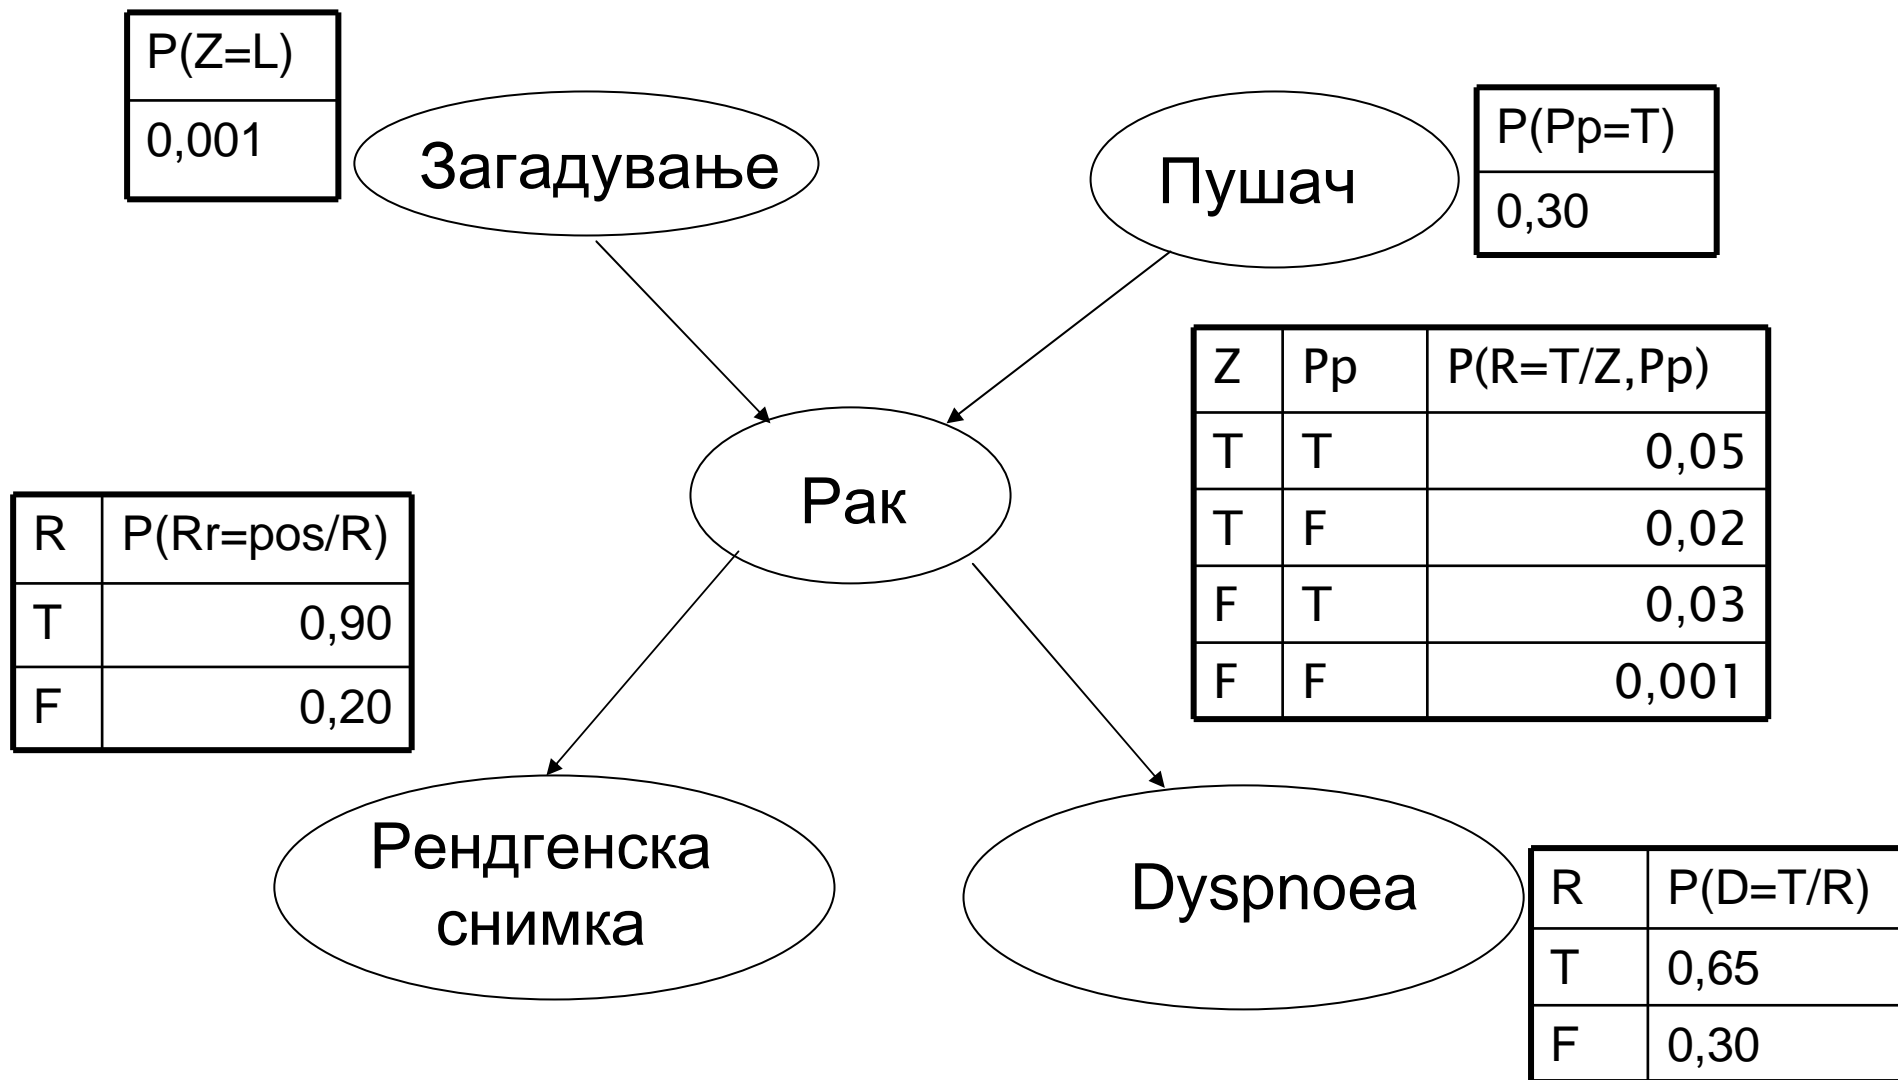 P(Z=L)
0,001
Загадување
Пушач
P(Pp=T)
0,30
Z Pp P(R=T/Z,Pp)
T T 0,05
T F 0,02
F T 0,03
F F 0,001
Рак
R P(Rr=pos/R)
T 0,90
F 0,20
Рендгенска
снимка
Dyspnoea
R P(D=T/R)
T 0,65
F 0,30